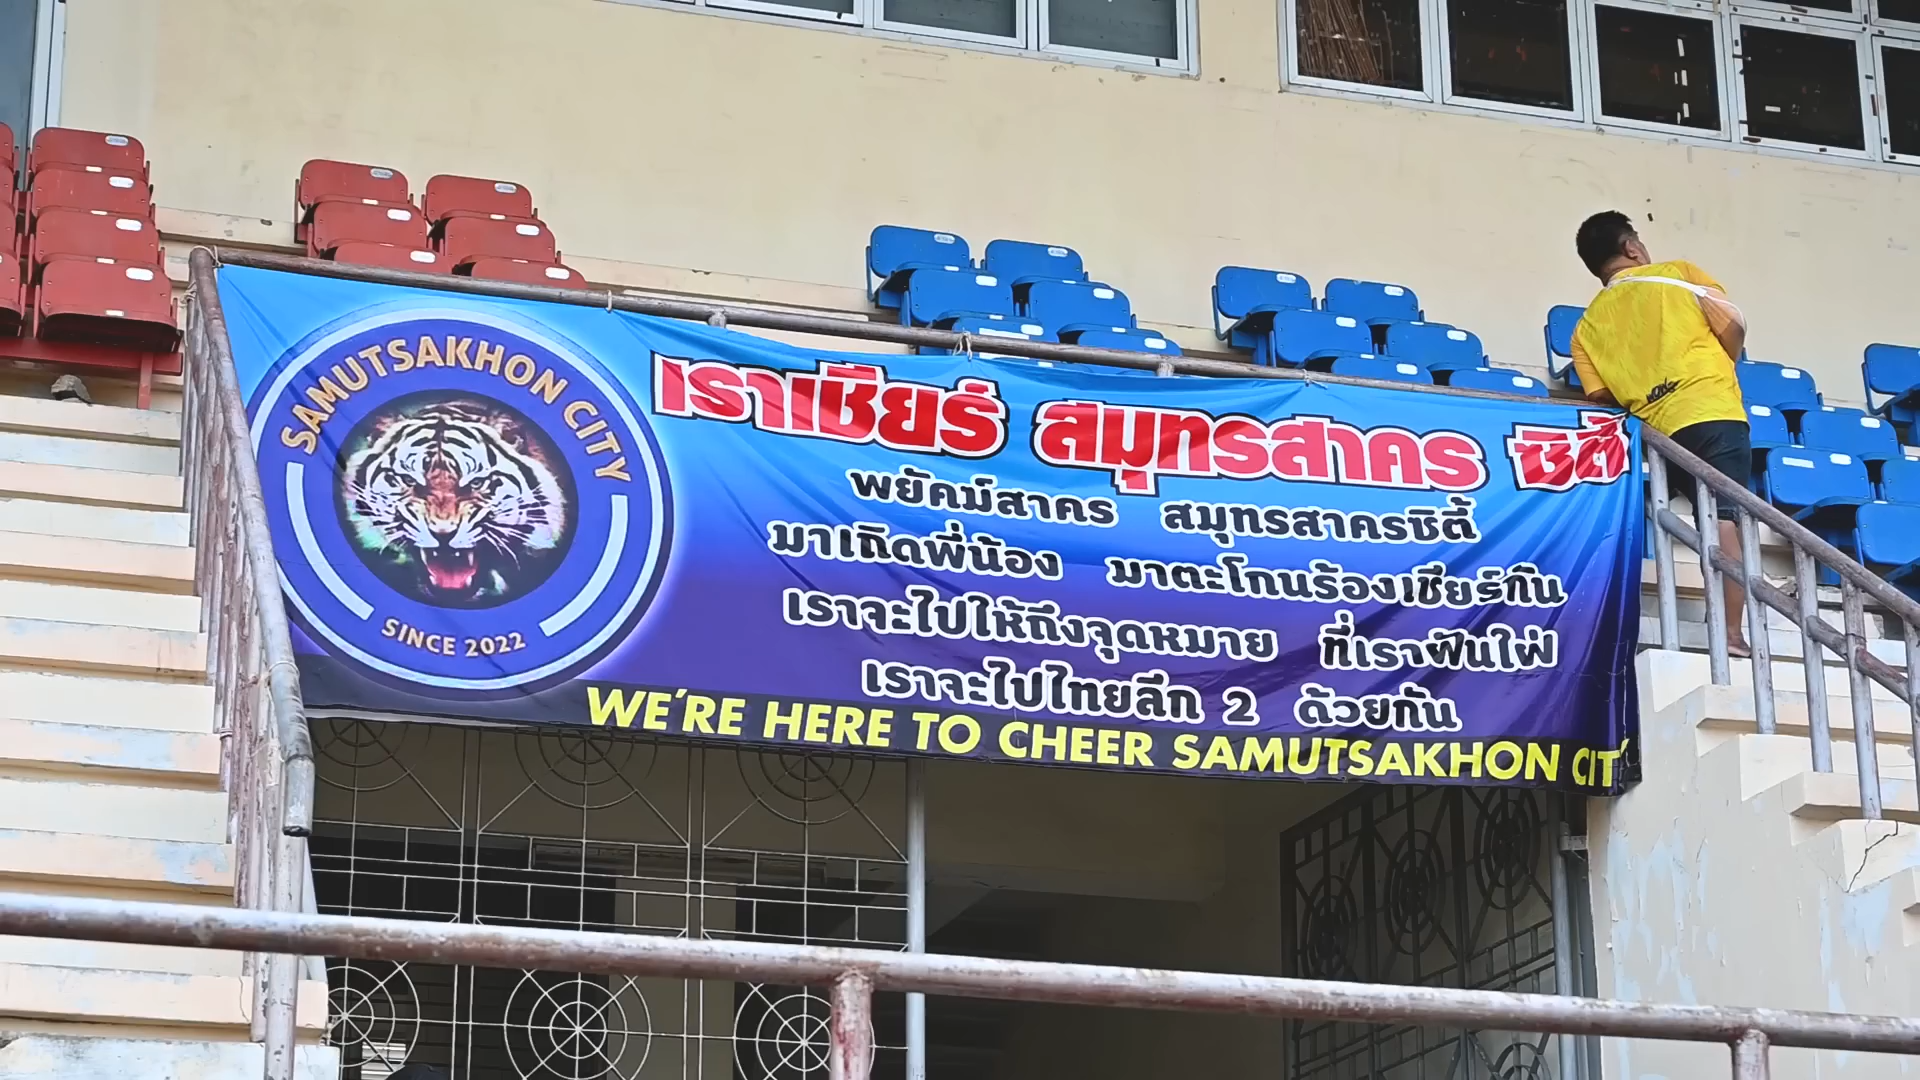 SAMUTSAKHON CITY
SINCE 2022
เราเชียร์ สมุทรสาคร ซิตี้
พยัคม์สาคร สมุทรสาครซิตี้
มาเถิดพี่น้อง มาตะโกนร้องเชียร์กัน
เราจะไปให้ถึงจุดหมาย ที่เราฝันใฝ่
เราจะไปไทยลีก 2 ด้วยกัน
WE'RE HERE TO CHEER SAMUTSAKHON CITY